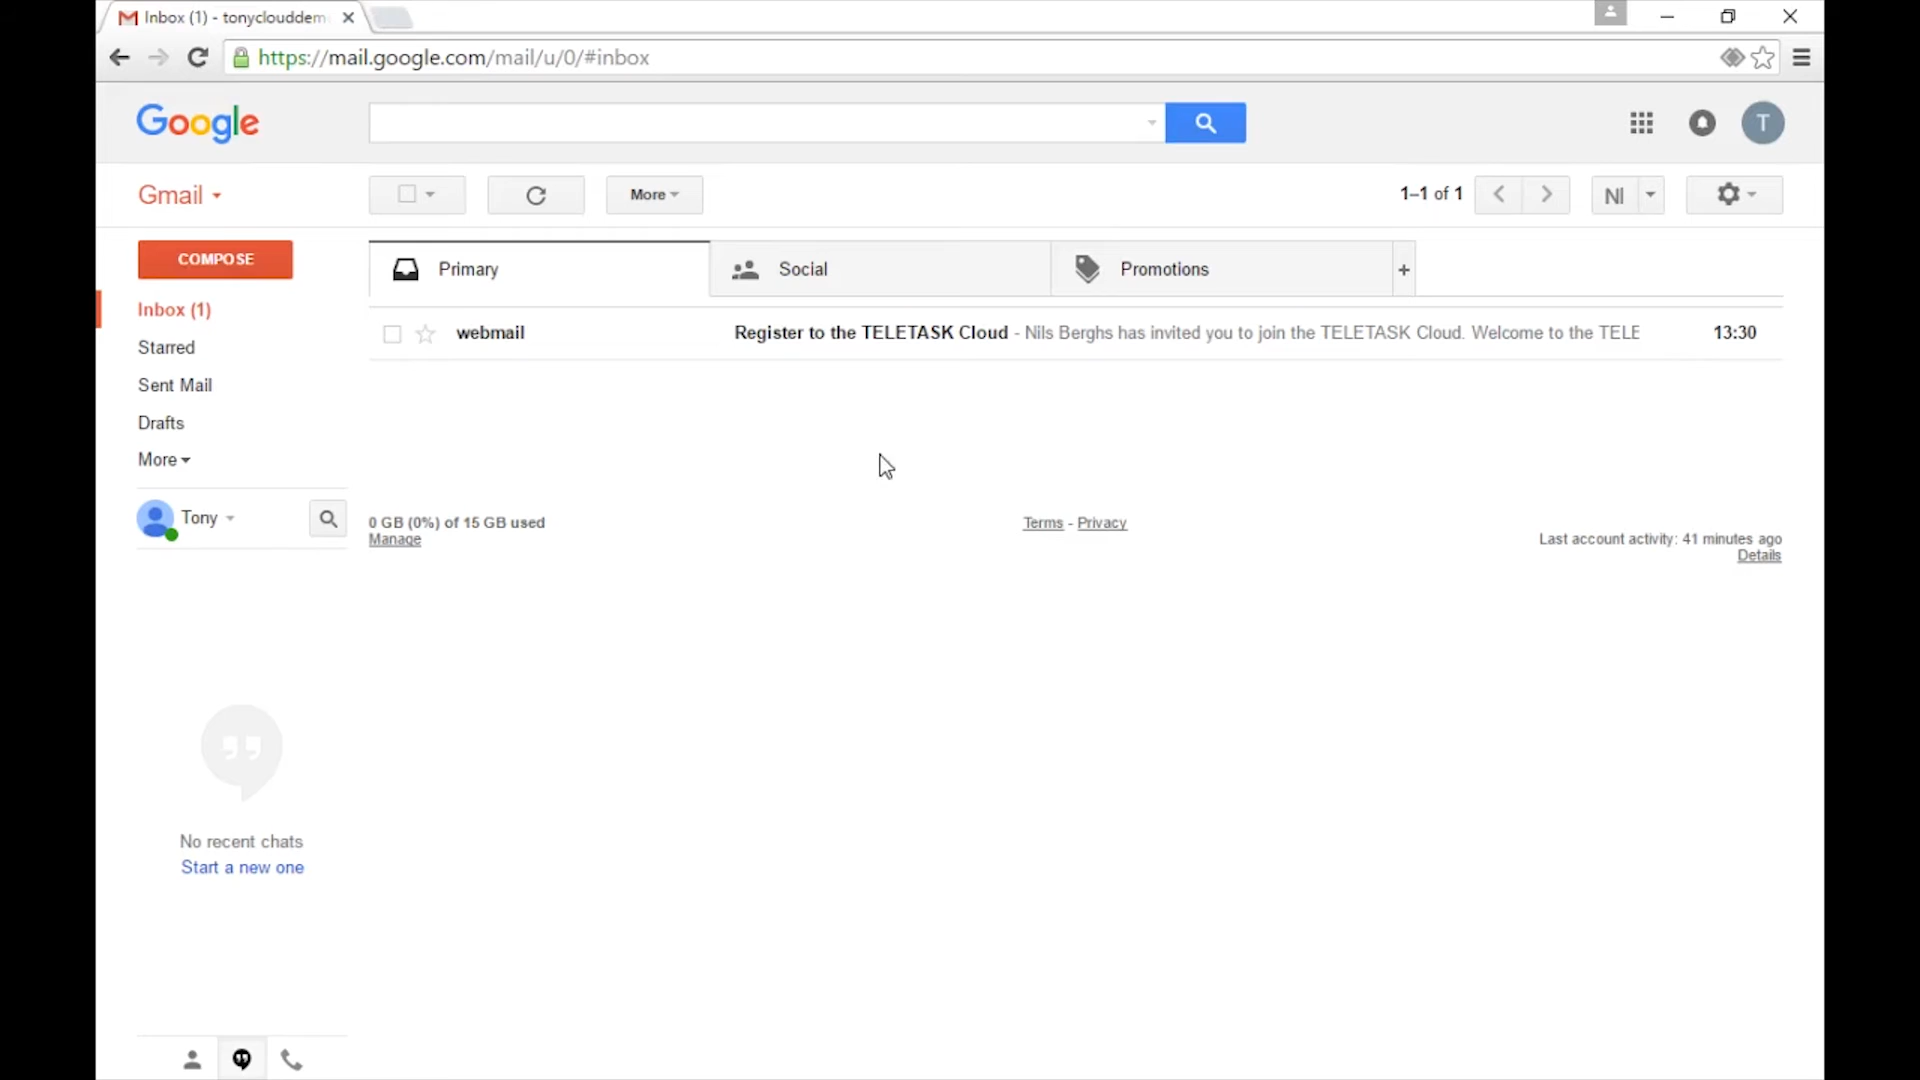 Inbox (1) - tonyclouddem
https://mail.google.com/mail/u/0/#inbox
Google
T
Gmail
More
1–1 of 1
Nl
COMPOSE
Primary
Social
Promotions
+
Inbox (1)
webmail
Register to the TELETASK Cloud - Nils Berghs has invited you to join the TELETASK Cloud. Welcome to the TELE
13:30
Starred
Sent Mail
Drafts
More
Tony
0 GB (0%) of 15 GB used
Manage
Terms - Privacy
Last account activity: 41 minutes ago
Details
No recent chats
Start a new one